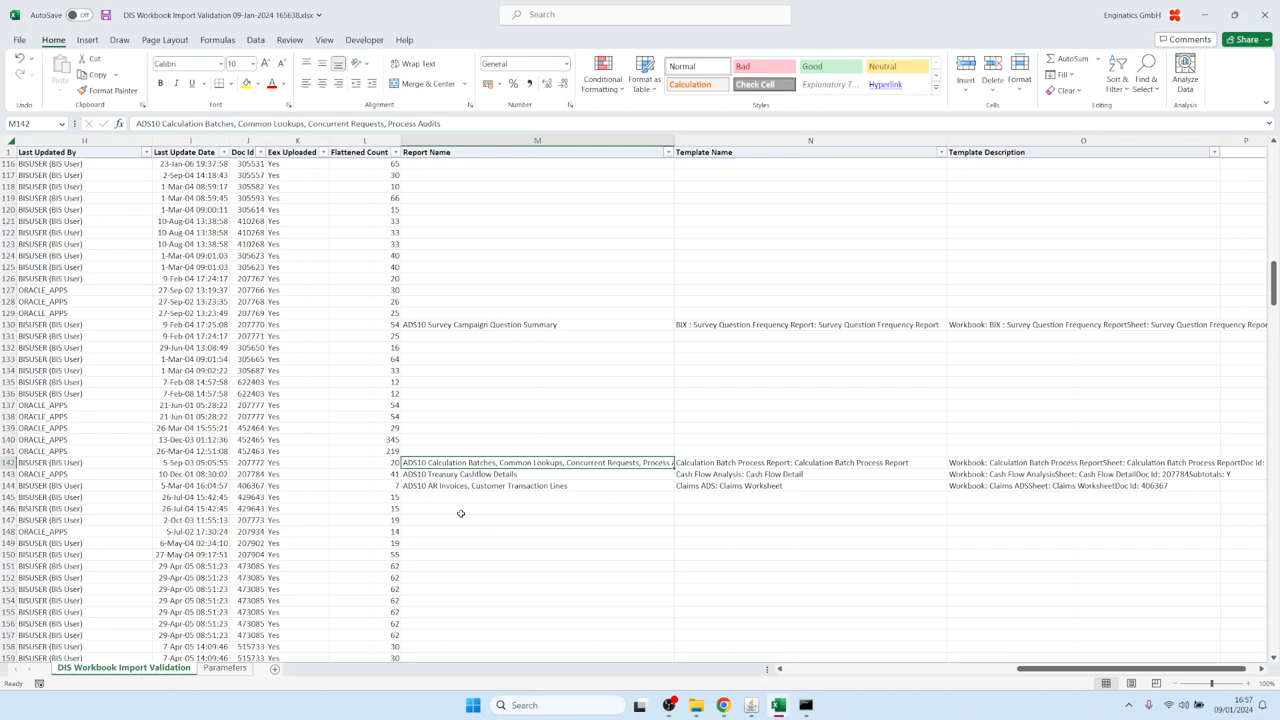 AutoSave Off DIS Workbook Import Validation 09-Jan-2024 165638.xlsx Search Enginatics GmbH
File Home Insert Draw Page Layout Formulas Data Review View Developer Help Comments Share
Undo
Paste Cut Copy Format Painter
Clipboard
Calibri 10 B I U
Font
Wrap Text Merge & Center
Alignment
General
Number
Conditional Formatting Format as Table
Normal Bad Good Neutral
Calculation Check Cell Explanatory T... Hyperlink
Styles
Insert Delete Format
Cells
AutoSum Fill Clear Sort & Filter Find & Select
Editing
Analyze Data
Analysis
M142 fx ADS10 Calculation Batches, Common Lookups, Concurrent Requests, Process Audits
H I J K L M N O P
1 Last Updated By Last Update Date Doc Id Eex Uploaded Flattened Count Report Name Template Name Template Description
116 BISUSER (BIS User) 23-Jan-06 19:37:58 305531 Yes 65
117 BISUSER (BIS User) 2-Sep-04 14:18:43 305557 Yes 30
118 BISUSER (BIS User) 1-Mar-04 08:59:17 305582 Yes 10
119 BISUSER (BIS User) 1-Mar-04 08:59:45 305593 Yes 66
120 BISUSER (BIS User) 1-Mar-04 09:00:11 305614 Yes 15
121 BISUSER (BIS User) 10-Aug-04 13:38:58 410268 Yes 33
122 BISUSER (BIS User) 10-Aug-04 13:38:58 410268 Yes 33
123 BISUSER (BIS User) 10-Aug-04 13:38:58 410268 Yes 33
124 BISUSER (BIS User) 1-Mar-04 09:01:03 305623 Yes 40
125 BISUSER (BIS User) 1-Mar-04 09:01:03 305623 Yes 40
126 BISUSER (BIS User) 9-Feb-04 17:24:17 207767 Yes 20
127 ORACLE_APPS 27-Sep-02 13:19:37 207766 Yes 30
128 ORACLE_APPS 27-Sep-02 13:23:35 207768 Yes 26
129 ORACLE_APPS 27-Sep-02 13:23:49 207769 Yes 25
130 BISUSER (BIS User) 9-Feb-04 17:25:08 207770 Yes 54 ADS10 Survey Campaign Question Summary BIX : Survey Question Frequency Report: Survey Question Frequency Report Workbook: BIX : Survey Question Frequency ReportSheet: Survey Question Frequency Repor
131 BISUSER (BIS User) 9-Feb-04 17:24:17 207771 Yes 25
132 BISUSER (BIS User) 29-Jun-04 13:08:49 305650 Yes 16
133 BISUSER (BIS User) 1-Mar-04 09:01:54 305665 Yes 64
134 BISUSER (BIS User) 1-Mar-04 09:02:22 305687 Yes 33
135 BISUSER (BIS User) 7-Feb-08 14:57:58 622403 Yes 12
136 BISUSER (BIS User) 7-Feb-08 14:57:58 622403 Yes 12
137 ORACLE_APPS 21-Jun-01 05:28:22 207777 Yes 54
138 ORACLE_APPS 21-Jun-01 05:28:22 207777 Yes 54
139 ORACLE_APPS 26-Mar-04 15:55:21 452464 Yes 29
140 ORACLE_APPS 13-Dec-03 01:12:36 452465 Yes 345
141 ORACLE_APPS 26-Mar-04 12:51:08 452463 Yes 219
142 BISUSER (BIS User) 5-Sep-03 05:05:55 207772 Yes 20 ADS10 Calculation Batches, Common Lookups, Concurrent Requests, Process A Calculation Batch Process Report: Calculation Batch Process Report Workbook: Calculation Batch Process ReportSheet: Calculation Batch Process ReportDoc Id:
143 ORACLE_APPS 10-Dec-01 08:30:02 207784 Yes 41 ADS10 Treasury Cashflow Details Cash Flow Analysis: Cash Flow Detail Workbook: Cash Flow AnalysisSheet: Cash Flow DetailDoc Id: 207784Subtotals: Y
144 BISUSER (BIS User) 5-Mar-04 16:04:57 406367 Yes 7 ADS10 AR Invoices, Customer Transaction Lines Claims ADS: Claims Worksheet Workbook: Claims ADSSheet: Claims WorksheetDoc Id: 406367
145 BISUSER (BIS User) 26-Jul-04 15:42:45 429643 Yes 15
146 BISUSER (BIS User) 26-Jul-04 15:42:45 429643 Yes 15
147 BISUSER (BIS User) 2-Oct-03 11:55:13 207773 Yes 19
148 ORACLE_APPS 5-Jul-02 17:30:24 207934 Yes 14
149 BISUSER (BIS User) 6-May-04 02:34:10 207902 Yes 19
150 BISUSER (BIS User) 27-May-04 09:17:51 207904 Yes 55
151 BISUSER (BIS User) 29-Apr-05 08:51:23 473085 Yes 62
152 BISUSER (BIS User) 29-Apr-05 08:51:23 473085 Yes 62
153 BISUSER (BIS User) 29-Apr-05 08:51:23 473085 Yes 62
154 BISUSER (BIS User) 29-Apr-05 08:51:23 473085 Yes 62
155 BISUSER (BIS User) 29-Apr-05 08:51:23 473085 Yes 62
156 BISUSER (BIS User) 29-Apr-05 08:51:23 473085 Yes 62
157 BISUSER (BIS User) 29-Apr-05 08:51:23 473085 Yes 62
158 BISUSER (BIS User) 7-Apr-05 14:09:46 515733 Yes 30
159 BISUSER (BIS User) 7-Apr-05 14:09:46 515733 Yes 30
DIS Workbook Import Validation Parameters
Ready 100%
Search 16:57
09/01/2024